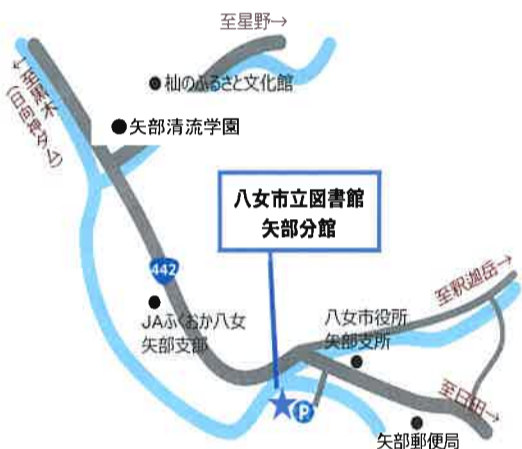 至星野→
杣のふるさと文化館
矢部清流学園
←至黒木
(日向神ダム)
八女市立図書館
矢部分館
442
至釈迦岳→
JAふくおか八女
矢部支部
八女市役所
矢部支所
P
至日田→
矢部郵便局